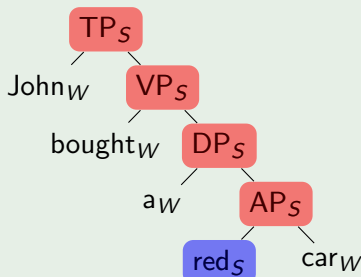 TP_S
John_W VP_S
bought_W DP_S
a_W AP_S
red_S car_W